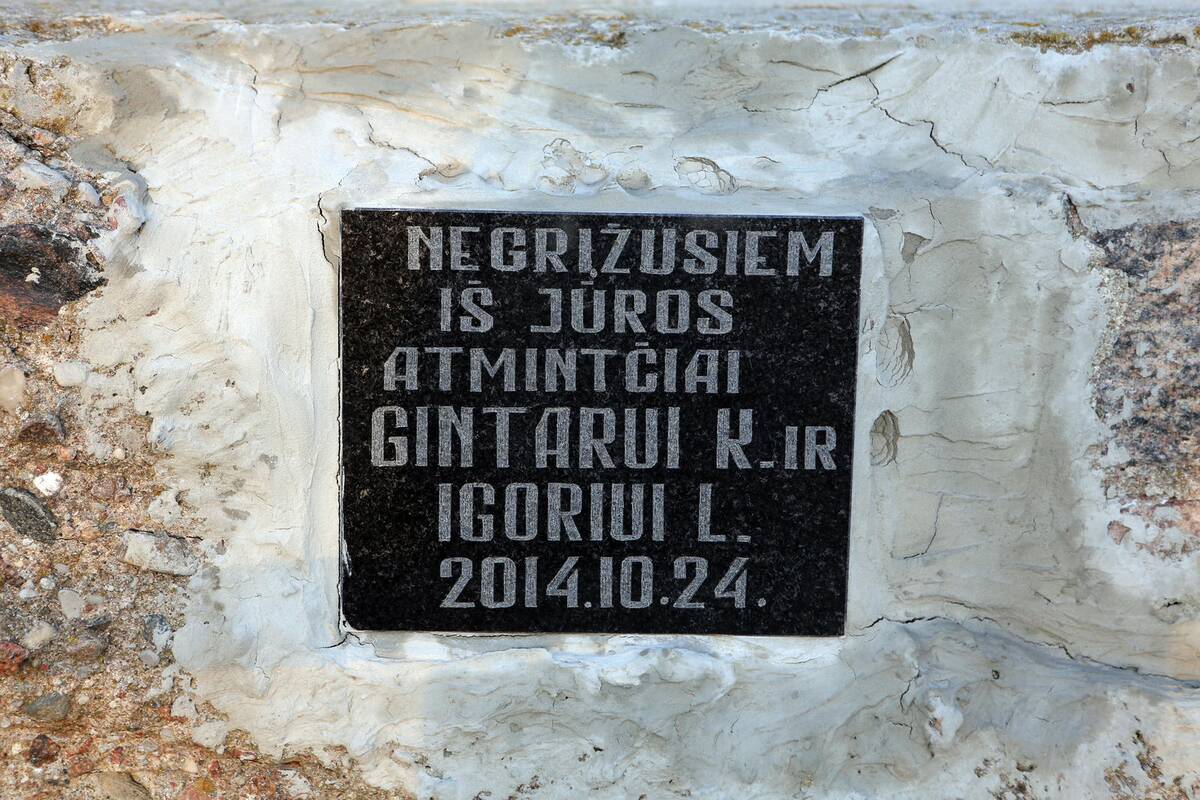 NEGRĮŽUSIEM
IŠ JŪROS
ATMINTČIAI
GINTARUI K. IR
IGORIUI L.
2014.10.24.